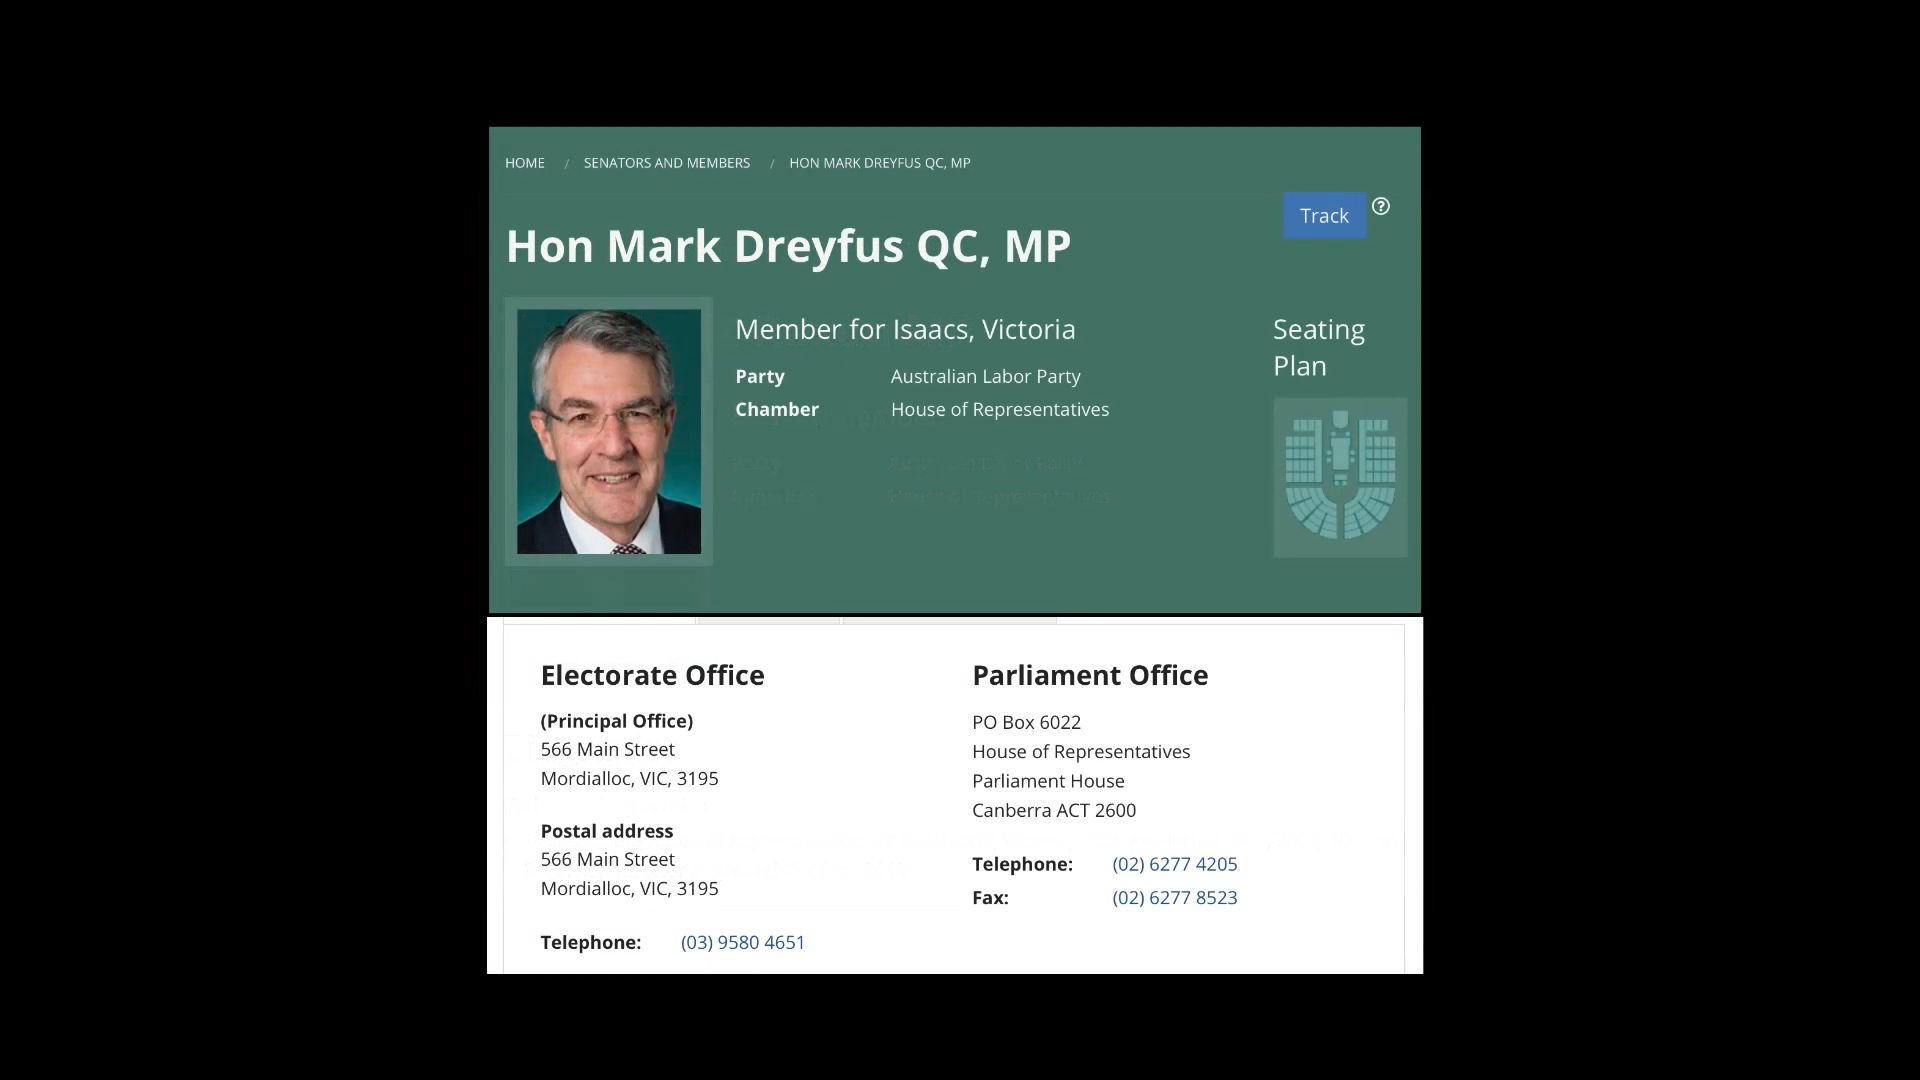 HOME / SENATORS AND MEMBERS / HON MARK DREYFUS QC, MP
Track
Hon Mark Dreyfus QC, MP
Member for Isaacs, Victoria
Party Australian Labor Party
Chamber House of Representatives
Seating
Plan
Electorate Office
(Principal Office)
566 Main Street
Mordialloc, VIC, 3195
Postal address
566 Main Street
Mordialloc, VIC, 3195
Telephone: (03) 9580 4651
Parliament Office
PO Box 6022
House of Representatives
Parliament House
Canberra ACT 2600
Telephone: (02) 6277 4205
Fax: (02) 6277 8523